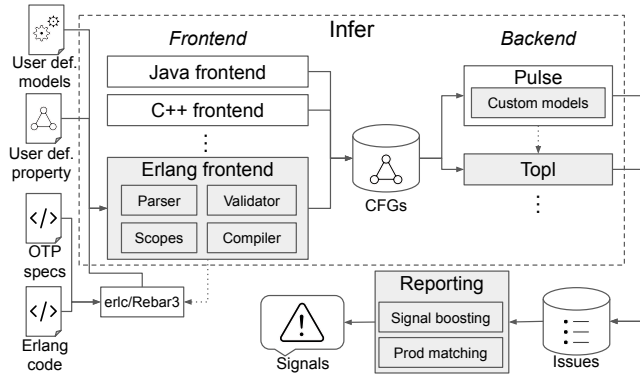 Infer
Frontend
Backend
User def.
models
Java frontend
C++ frontend
⋮
Pulse
Custom models
User def.
property
Erlang frontend
Parser
Validator
Scopes
Compiler
CFGs
Topl
⋮
</>
OTP
specs
</>
Erlang
code
erlc/Rebar3
Signals
Reporting
Signal boosting
Prod matching
Issues